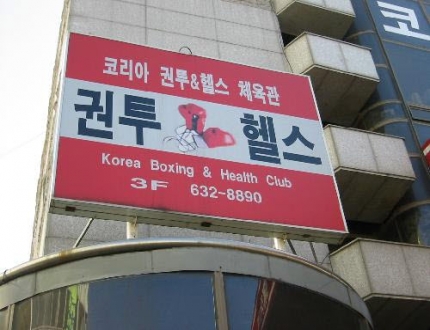 코리아 권투&헬스 체육관
권투 헬스
Korea Boxing & Health Club
3F 632-8890
코